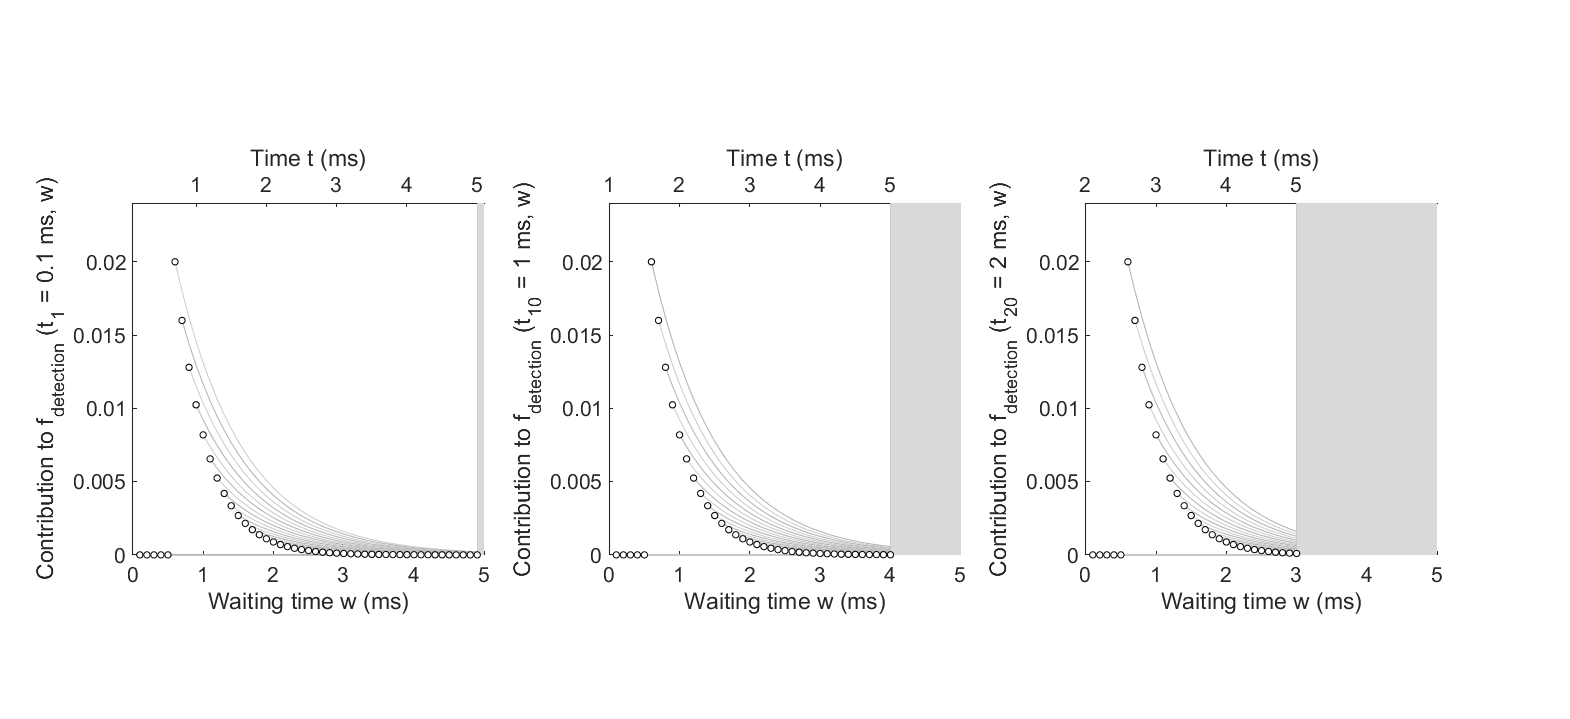 Time t (ms)
1 2 3 4 5
Contribution to f_detection (t_1 = 0.1 ms, w)
0.02
0.015
0.01
0.005
0
0 1 2 3 4 5
Waiting time w (ms)
Time t (ms)
1 2 3 4 5
Contribution to f_detection (t_10 = 1 ms, w)
0.02
0.015
0.01
0.005
0
0 1 2 3 4 5
Waiting time w (ms)
Time t (ms)
2 3 4 5
Contribution to f_detection (t_20 = 2 ms, w)
0.02
0.015
0.01
0.005
0
0 1 2 3 4 5
Waiting time w (ms)